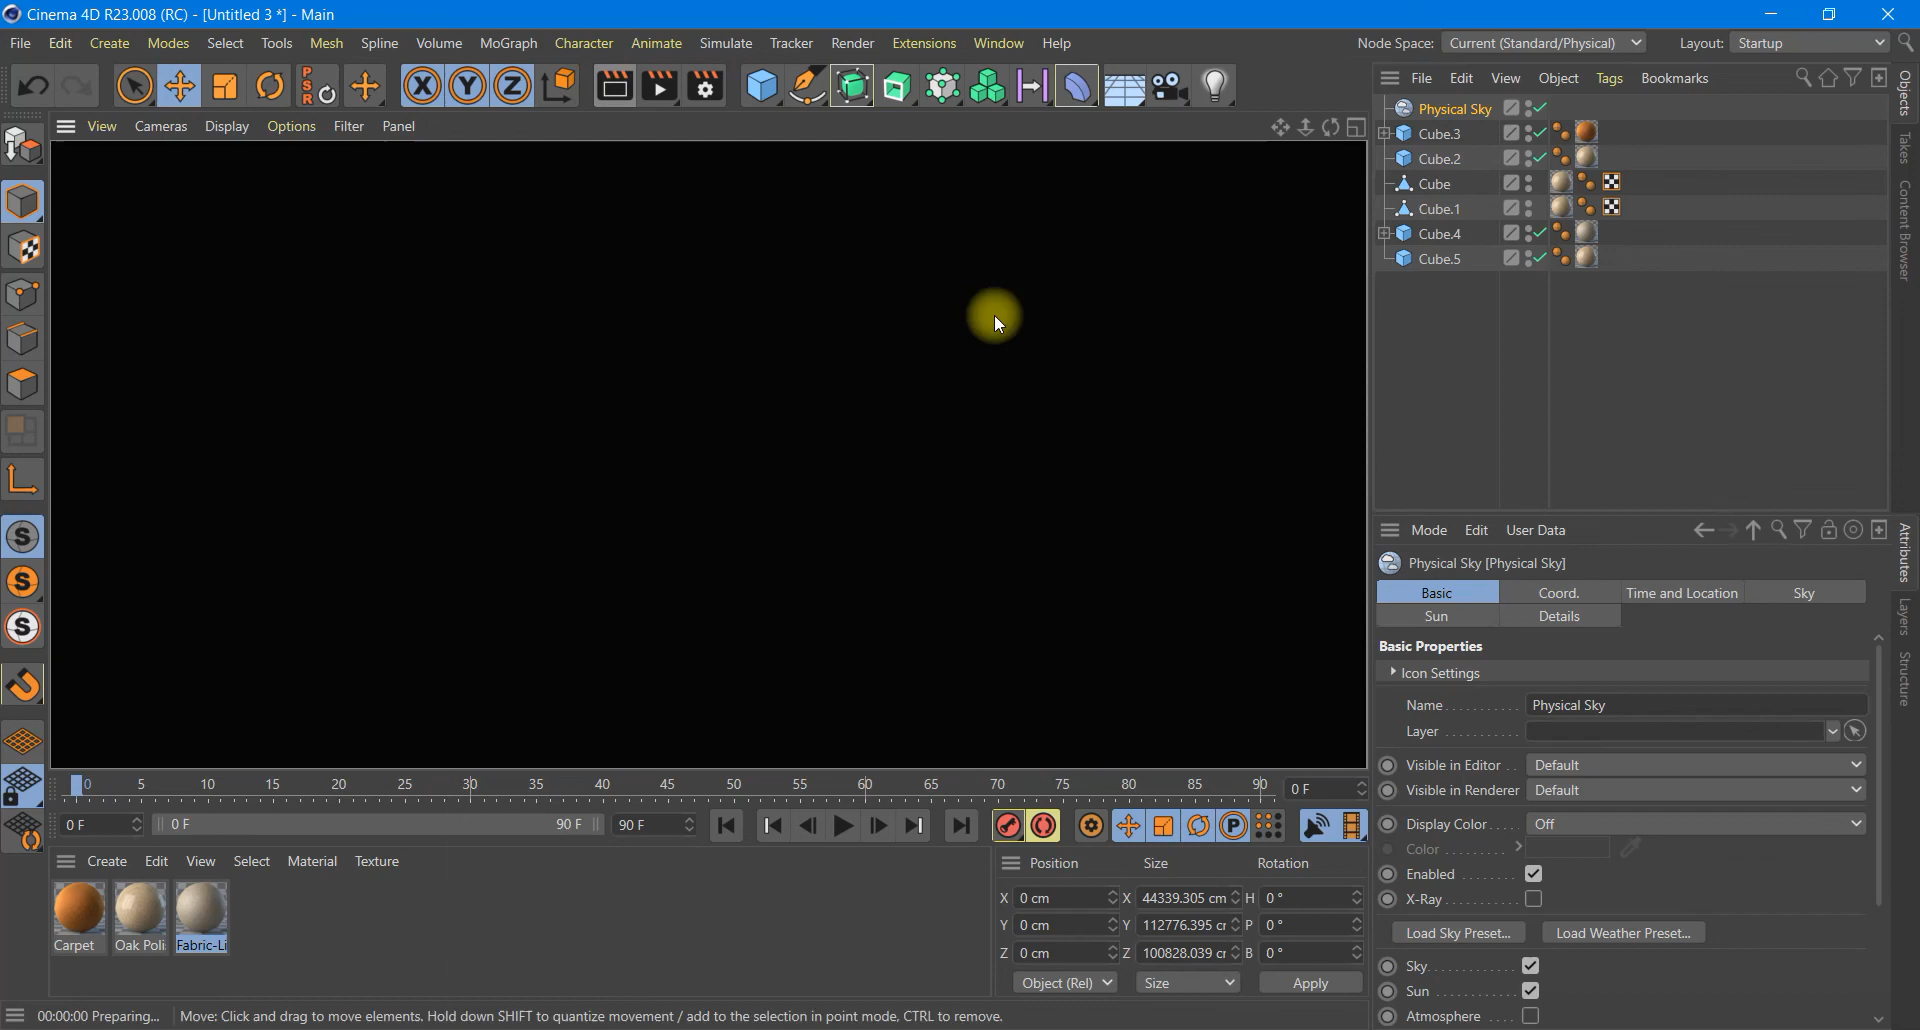 Cinema 4D R23.008 (RC) - [Untitled 3 *] - Main
File Edit Create Modes Select Tools Mesh Spline Volume MoGraph Character Animate Simulate Tracker Render Extensions Window Help Node Space: Current (Standard/Physical) Layout: Startup
PSR X Y Z
File Edit View Object Tags Bookmarks
View Cameras Display Options Filter Panel
Physical Sky
Cube.3
Cube.2
Cube
Cube.1
Cube.4
Cube.5
Objects
Takes
Content Browser
S
S
S
Mode Edit User Data
Physical Sky [Physical Sky]
Basic Coord. Time and Location Sky
Sun Details
Basic Properties
Icon Settings
Name Physical Sky
Layer
Visible in Editor Default
Visible in Renderer Default
Display Color Off
Color
Enabled
X-Ray
Load Sky Preset... Load Weather Preset...
Sky
Sun
Atmosphere
Attributes
Layers
Structure
0 5 10 15 20 25 30 35 40 45 50 55 60 65 70 75 80 85 90 0 F
0 F 0 F 90 F 90 F P
Create Edit View Select Material Texture
Carpet Oak Poli Fabric-Li
Position Size Rotation
X 0 cm X 44339.305 cm H 0 °
Y 0 cm Y 112776.395 cr P 0 °
Z 0 cm Z 100828.039 cr B 0 °
Object (Rel) Size Apply
00:00:00 Preparing... Move: Click and drag to move elements. Hold down SHIFT to quantize movement / add to the selection in point mode, CTRL to remove.